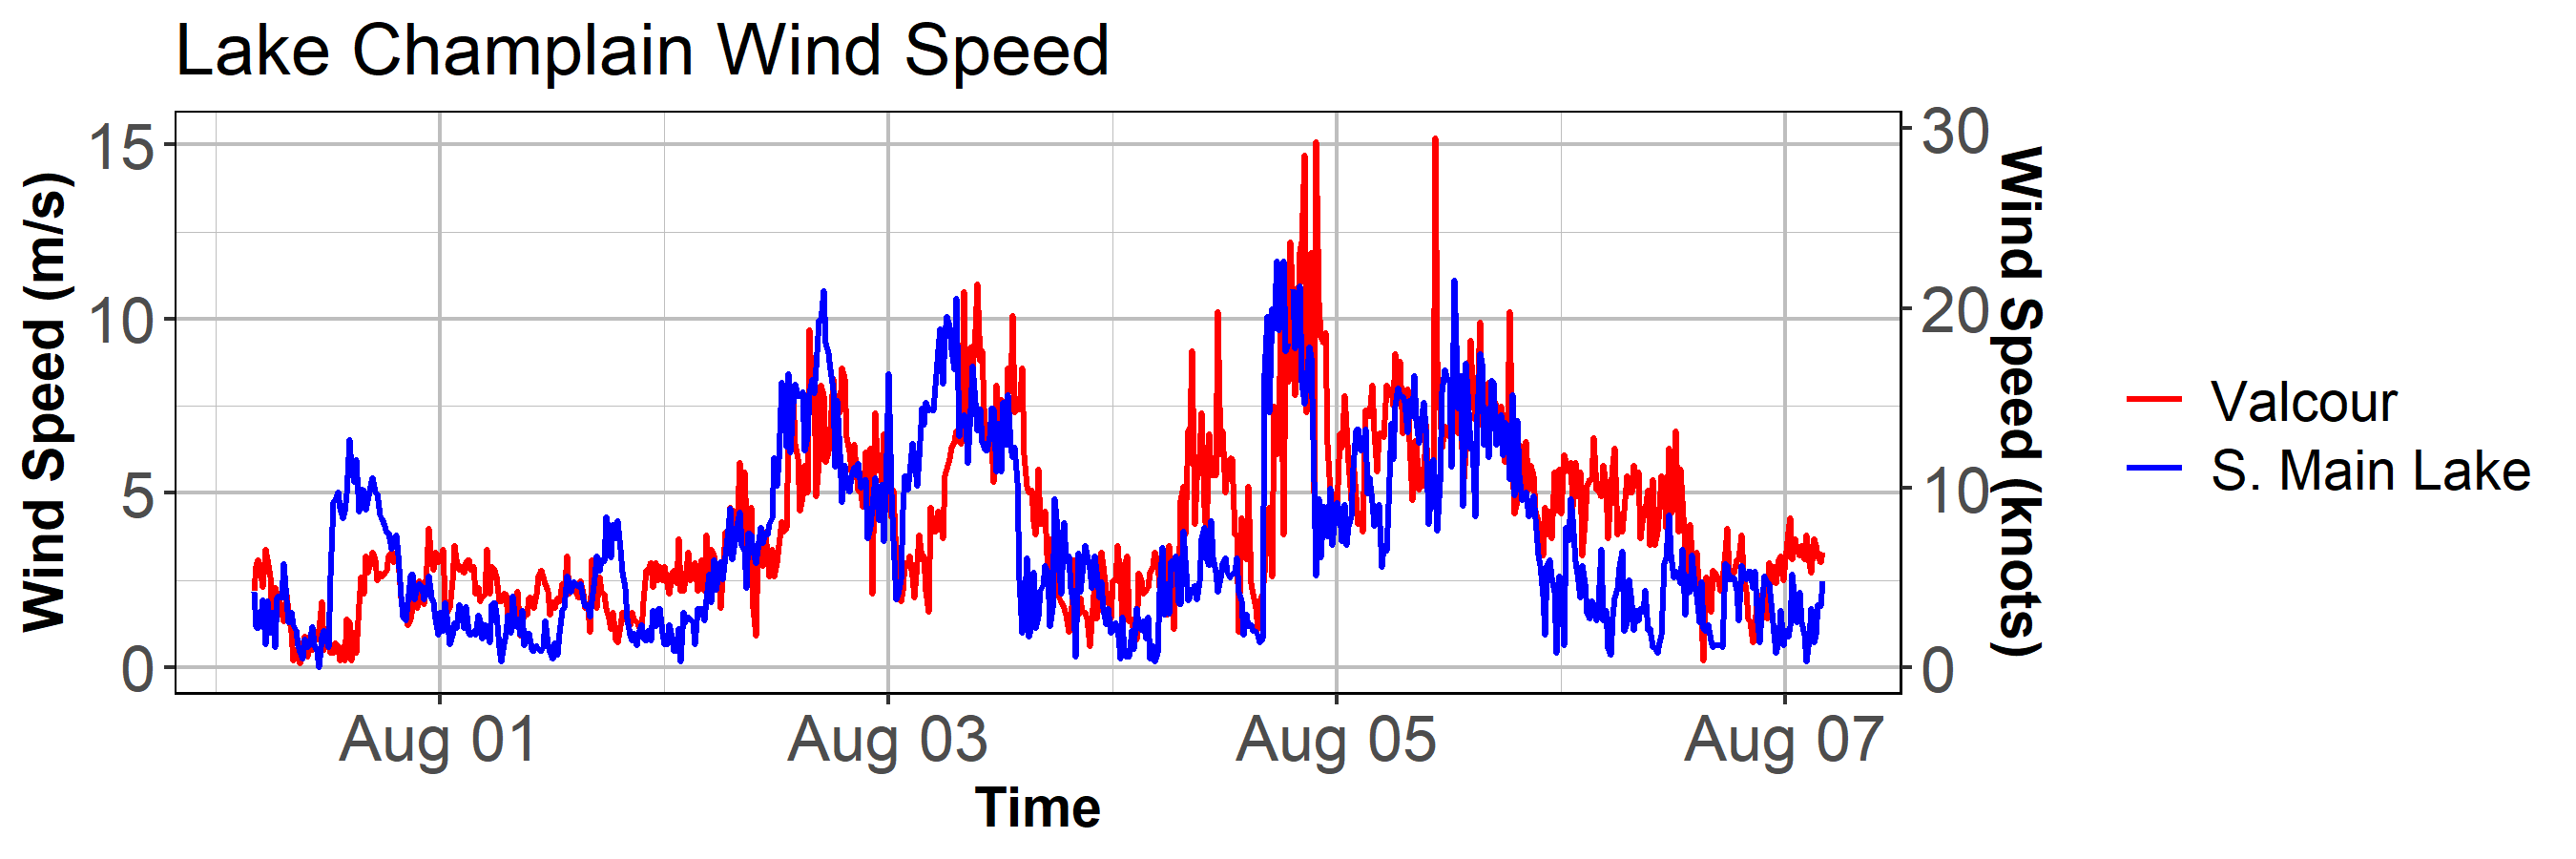 Lake Champlain Wind Speed
Wind Speed (m/s)
15
10
5
0
30
20
10
0
Wind Speed (knots)
Aug 01
Aug 03
Aug 05
Aug 07
Time
Valcour
S. Main Lake